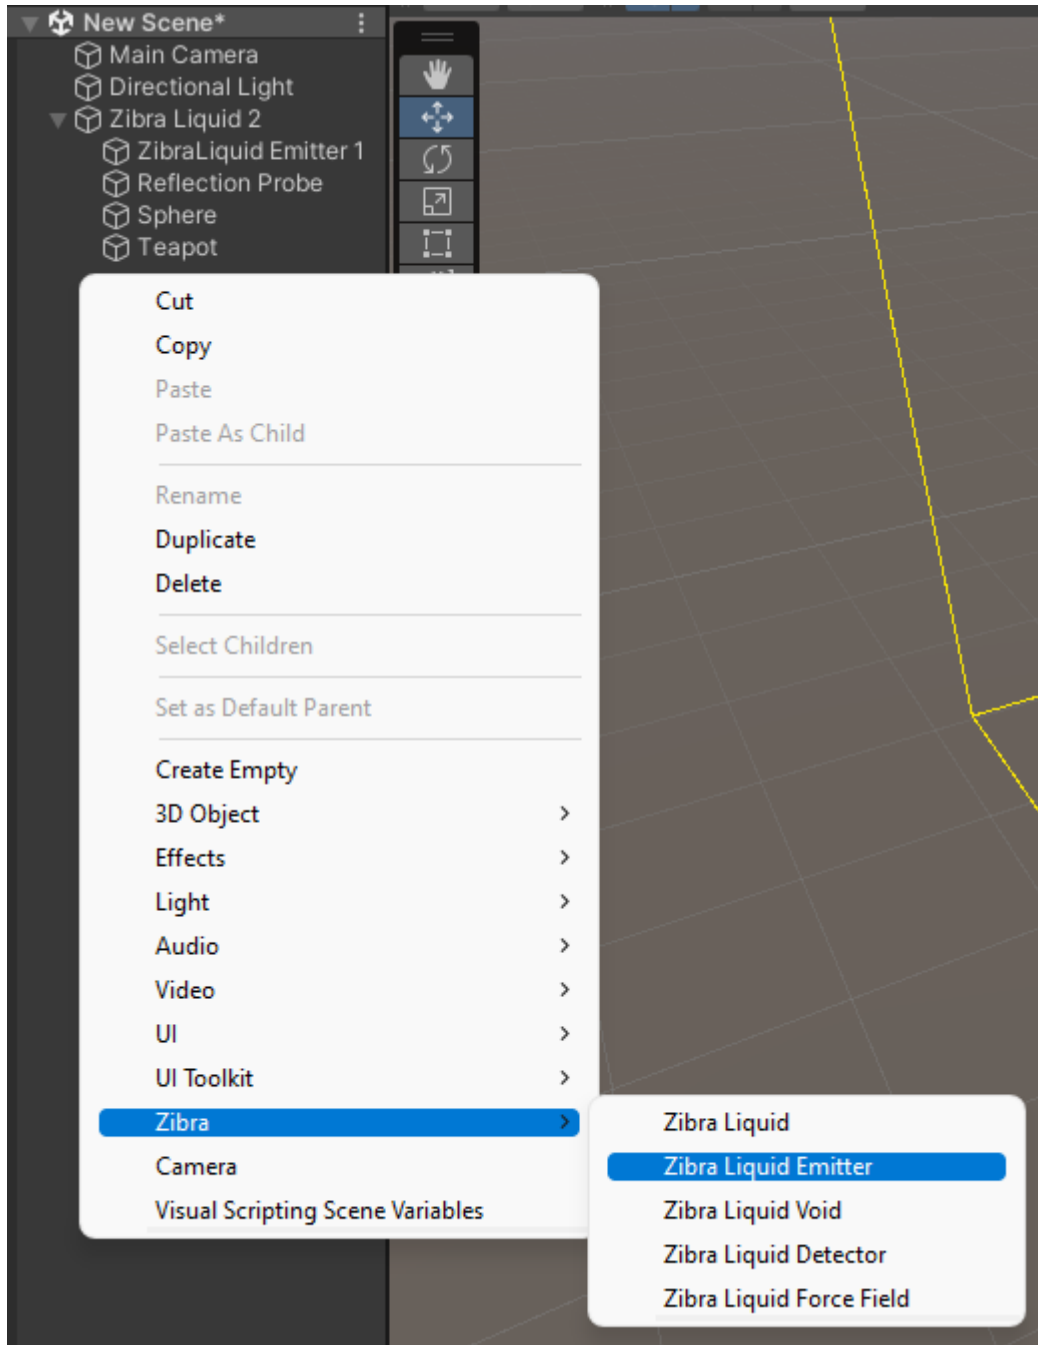 New Scene*
Main Camera
Directional Light
Zibra Liquid 2
ZibraLiquid Emitter 1
Reflection Probe
Sphere
Teapot
Cut
Copy
Paste
Paste As Child
Rename
Duplicate
Delete
Select Children
Set as Default Parent
Create Empty
3D Object
Effects
Light
Audio
Video
UI
UI Toolkit
Zibra
Camera
Visual Scripting Scene Variables
Zibra Liquid
Zibra Liquid Emitter
Zibra Liquid Void
Zibra Liquid Detector
Zibra Liquid Force Field